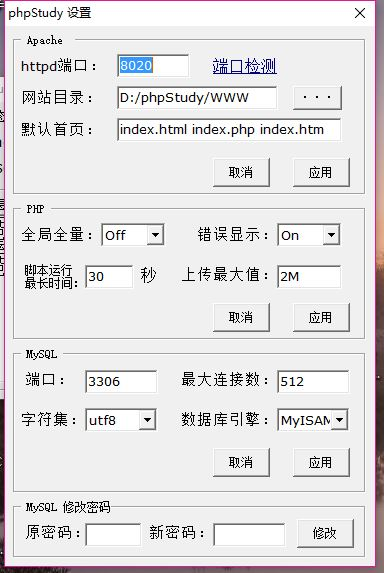 phpStudy 设置
Apache
httpd端口： 8020 端口检测
网站目录： D:/phpStudy/WWW ...
默认首页： index.html index.php index.htm
取消 应用
PHP
全局全量： Off 错误显示： On
脚本运行
最长时间： 30 秒 上传最大值： 2M
取消 应用
MySQL
端口： 3306 最大连接数： 512
字符集： utf8 数据库引擎： MyISAM
取消 应用
MySQL 修改密码
原密码： 新密码： 修改